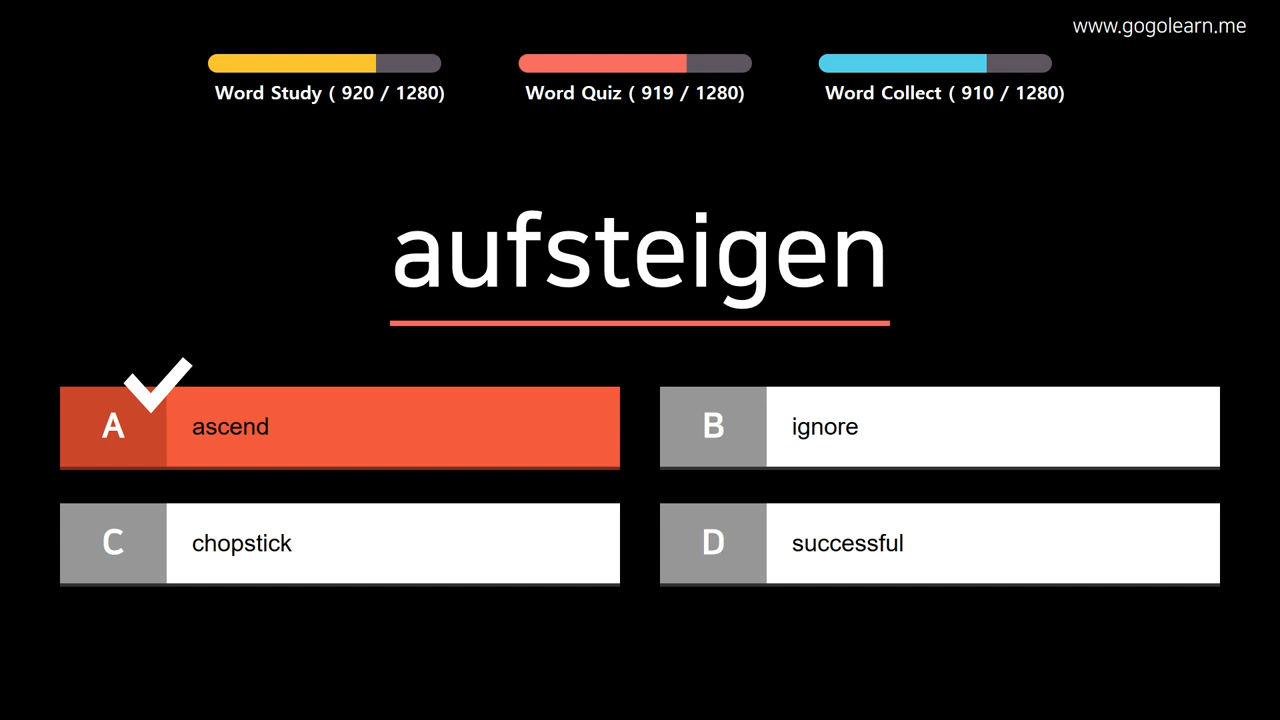 www.gogolearn.me
Word Study ( 920 / 1280)
Word Quiz ( 919 / 1280)
Word Collect ( 910 / 1280)
aufsteigen
A ascend
B ignore
C chopstick
D successful